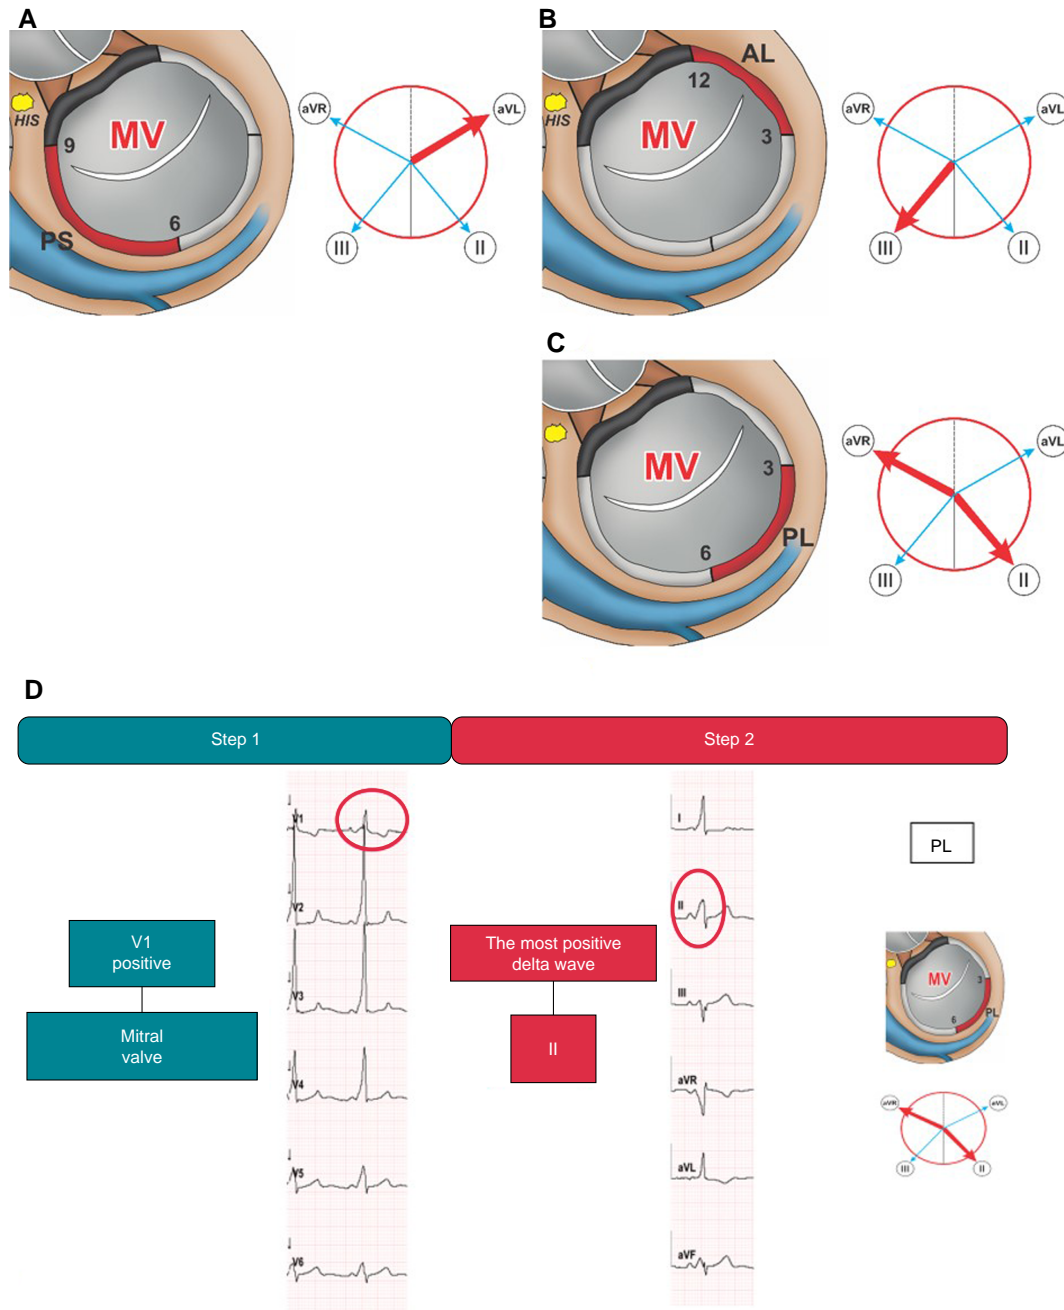 A
HIS
MV
9
6
PS
aVR
aVL
III
II
B
AL
12
HIS
MV
3
aVR
aVL
III
II
C
MV
3
6
PL
aVR
aVL
III
II
D
Step 1
Step 2
V1
positive
Mitral
valve
V1
V2
V3
V4
V5
V6
The most positive
delta wave
II
I
II
III
aVR
aVL
aVF
PL
MV
3
6
PL
aVR
aVL
III
II